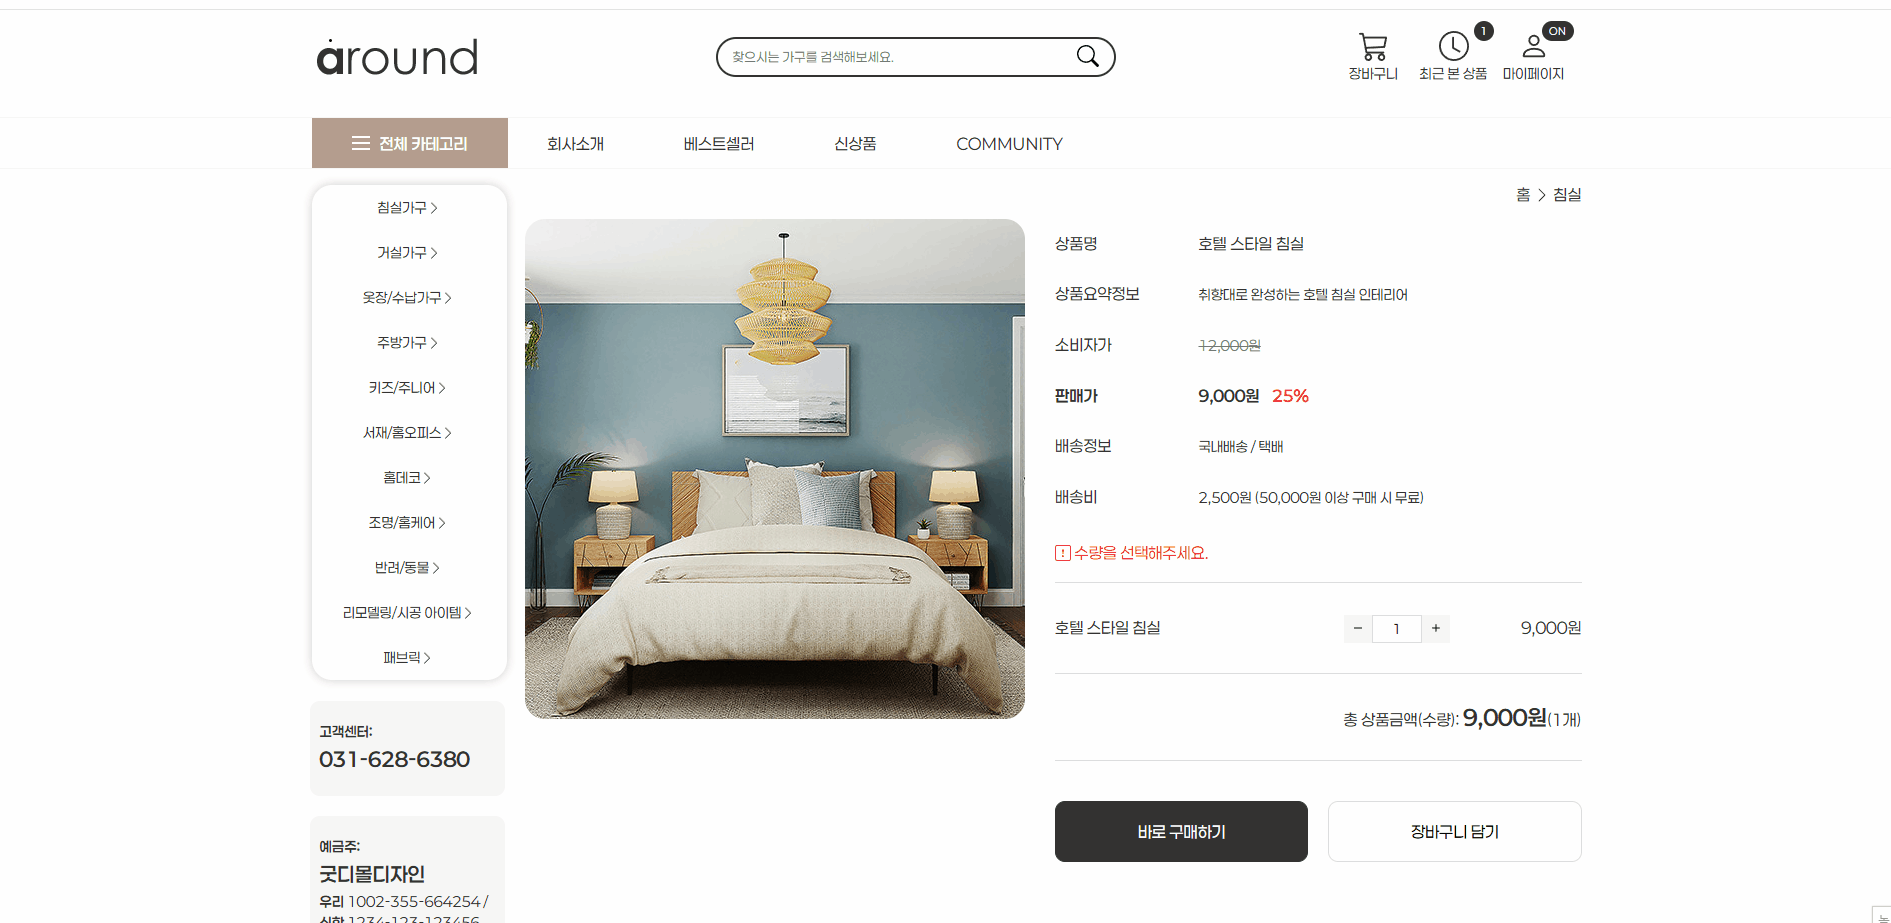 around
찾으시는 가구를 검색해보세요.
1
ON
장바구니
최근 본 상품
마이페이지
전체 카테고리
회사소개
베스트셀러
신상품
COMMUNITY
홈 > 침실
침실가구 >
거실가구 >
옷장/수납가구 >
주방가구 >
키즈/주니어 >
서재/홈오피스 >
홈데코 >
조명/홈케어 >
반려/동물 >
리모델링/시공 아이템 >
패브릭 >
고객센터:
031-628-6380
예금주:
굿디몰디자인
우리 1002-355-664254 /
신한 1234-123-123456
상품명 호텔 스타일 침실
상품요약정보 취향대로 완성하는 호텔 침실 인테리어
소비자가 12,000원
판매가 9,000원 25%
배송정보 국내배송 / 택배
배송비 2,500원 (50,000원 이상 구매 시 무료)
수량을 선택해주세요.
호텔 스타일 침실 - 1 + 9,000원
총 상품금액(수량): 9,000원(1개)
바로 구매하기
장바구니 담기